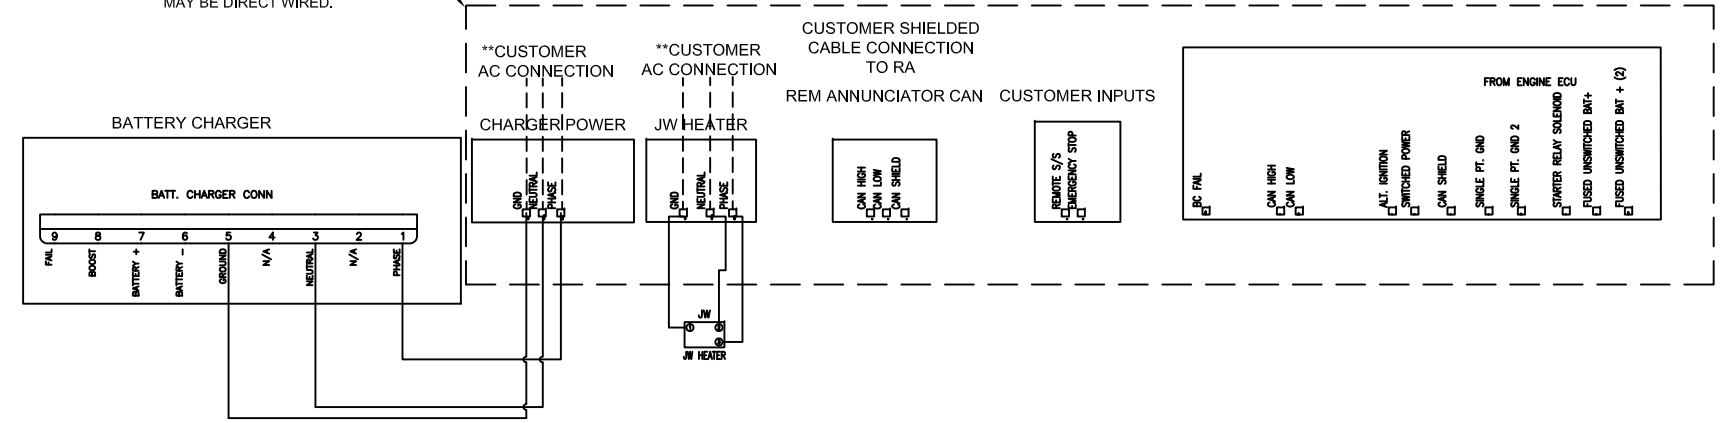 MAY BE DIRECT WIRED.
CUSTOMER SHIELDED
CABLE CONNECTION
TO RA
**CUSTOMER
AC CONNECTION
**CUSTOMER
AC CONNECTION
REM ANNUNCIATOR CAN
CUSTOMER INPUTS
BATTERY CHARGER
CHARGER POWER
JW HEATER
BATT. CHARGER CONN
9
8
7
6
5
4
3
2
1
FAIL
BOOST
BATTERY +
BATTERY -
GROUND
N/A
NEUTRAL
N/A
PHASE
GND
NEUTRAL
PHASE
GND
NEUTRAL
PHASE
CAN HIGH
CAN LOW
CAN SHIELD
REMOTE S/S
EMERGENCY STOP
FROM ENGINE ECU
BC FAIL
CAN HIGH
CAN LOW
ALT. IGNITION
SWITCHED POWER
CAN SHIELD
SINGLE PT. GND
SINGLE PT. GND 2
STARTER RELAY SOLENOID
FUSED UNSWITCHED BAT+
FUSED UNSWITCHED BAT + (2)
JW
1
JW HEATER